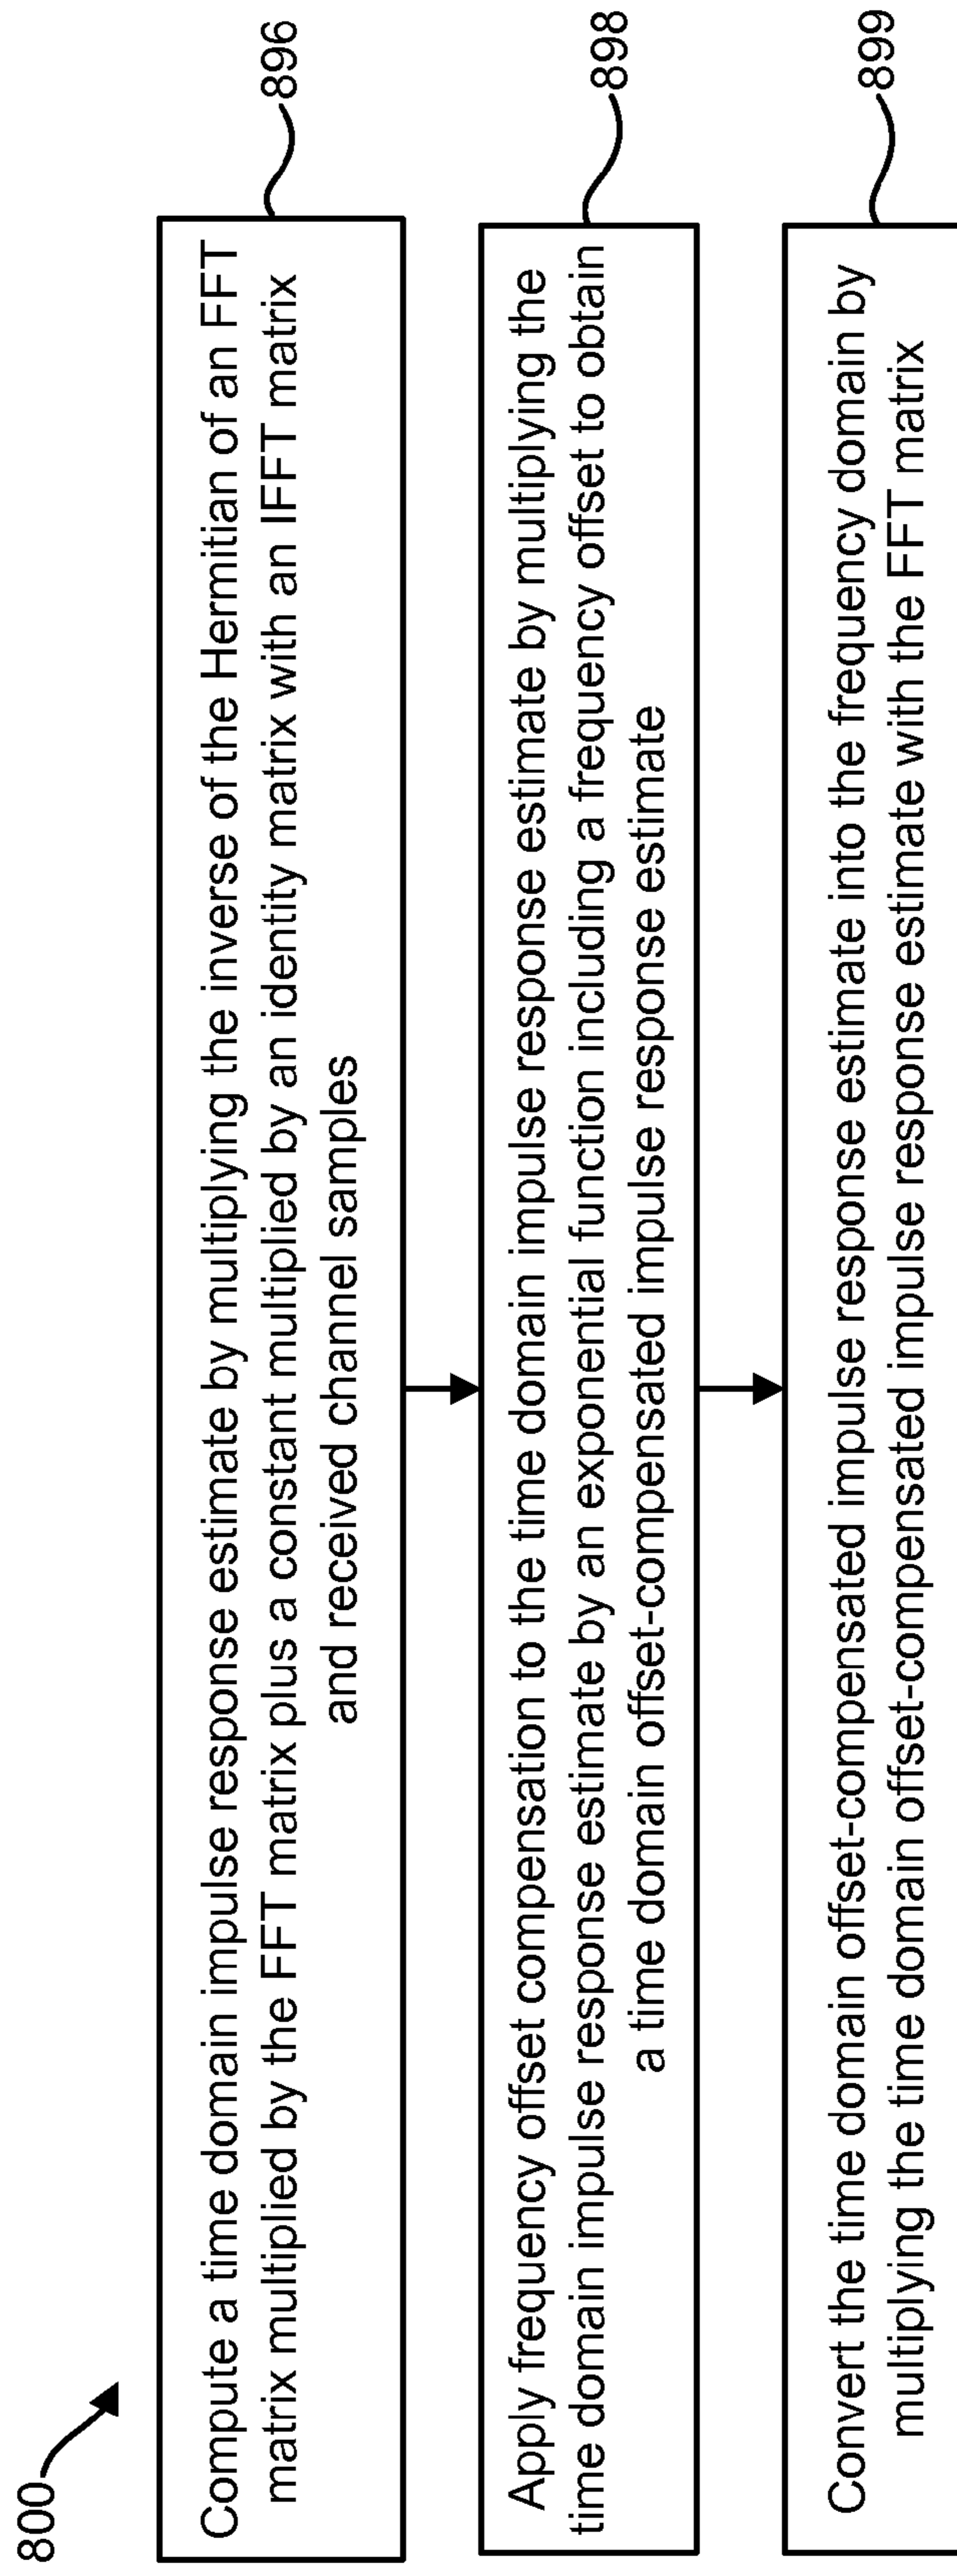 800
Compute a time domain impulse response estimate by multiplying the inverse of the Hermitian of an FFT
matrix multiplied by the FFT matrix plus a constant multiplied by an identity matrix with an IFFT matrix
and received channel samples
896
Apply frequency offset compensation to the time domain impulse response estimate by multiplying the
time domain impulse response estimate by an exponential function including a frequency offset to obtain
a time domain offset-compensated impulse response estimate
898
Convert the time domain offset-compensated impulse response estimate into the frequency domain by
multiplying the time domain offset-compensated impulse response estimate with the FFT matrix
899